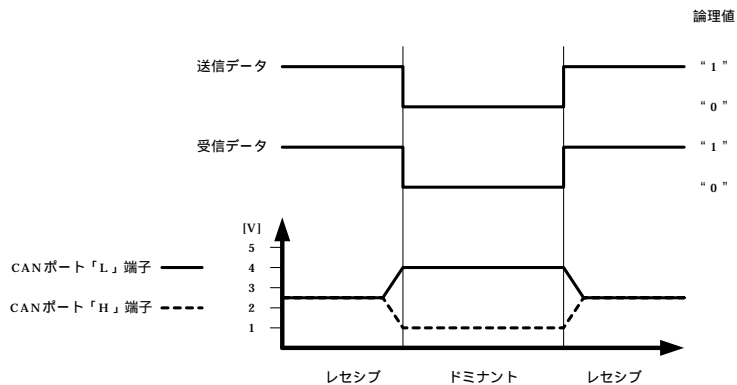 論理値
送信データ
“1”
“0”
受信データ
“1”
“0”
[V]
5
4
3
2
1
CANポート「L」端子
CANポート「H」端子
レセシブ ドミナント レセシブ